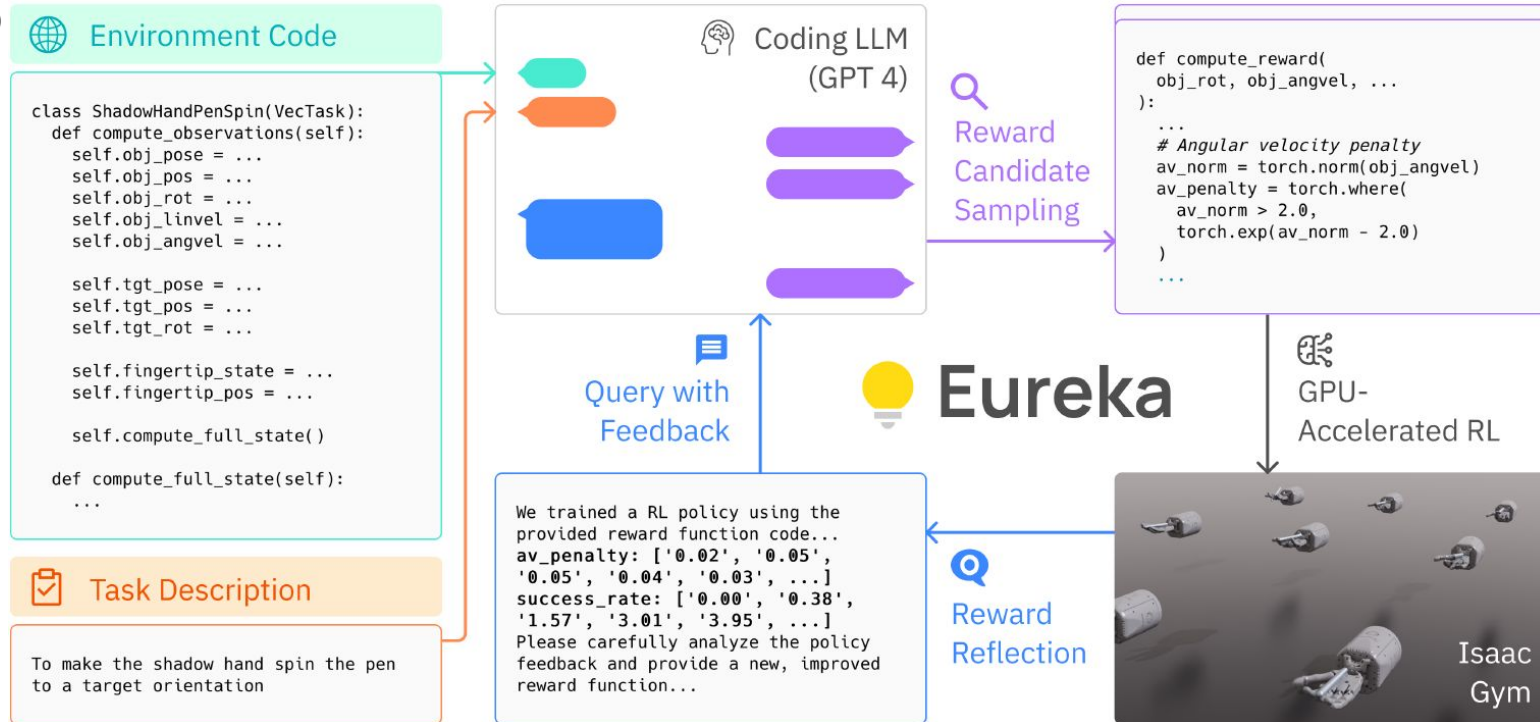 Environment Code
class ShadowHandPenSpin(VecTask):
  def compute_observations(self):
    self.obj_pose = ...
    self.obj_pos = ...
    self.obj_rot = ...
    self.obj_linvel = ...
    self.obj_angvel = ...
    self.tgt_pose = ...
    self.tgt_pos = ...
    self.tgt_rot = ...
    self.fingertip_state = ...
    self.fingertip_pos = ...
    self.compute_full_state()
  def compute_full_state(self):
    ...
Task Description
To make the shadow hand spin the pen
to a target orientation
Coding LLM
(GPT 4)
Reward
Candidate
Sampling
def compute_reward(
  obj_rot, obj_angvel, ...
):
  ...
  # Angular velocity penalty
  av_norm = torch.norm(obj_angvel)
  av_penalty = torch.where(
    av_norm > 2.0,
    torch.exp(av_norm - 2.0)
  )
  ...
Query with
Feedback
Eureka
GPU-
Accelerated RL
We trained a RL policy using the
provided reward function code...
av_penalty: ['0.02', '0.05',
'0.05', '0.04', '0.03', ...]
success_rate: ['0.00', '0.38',
'1.57', '3.01', '3.95', ...]
Please carefully analyze the policy
feedback and provide a new, improved
reward function...
Reward
Reflection
Isaac
Gym